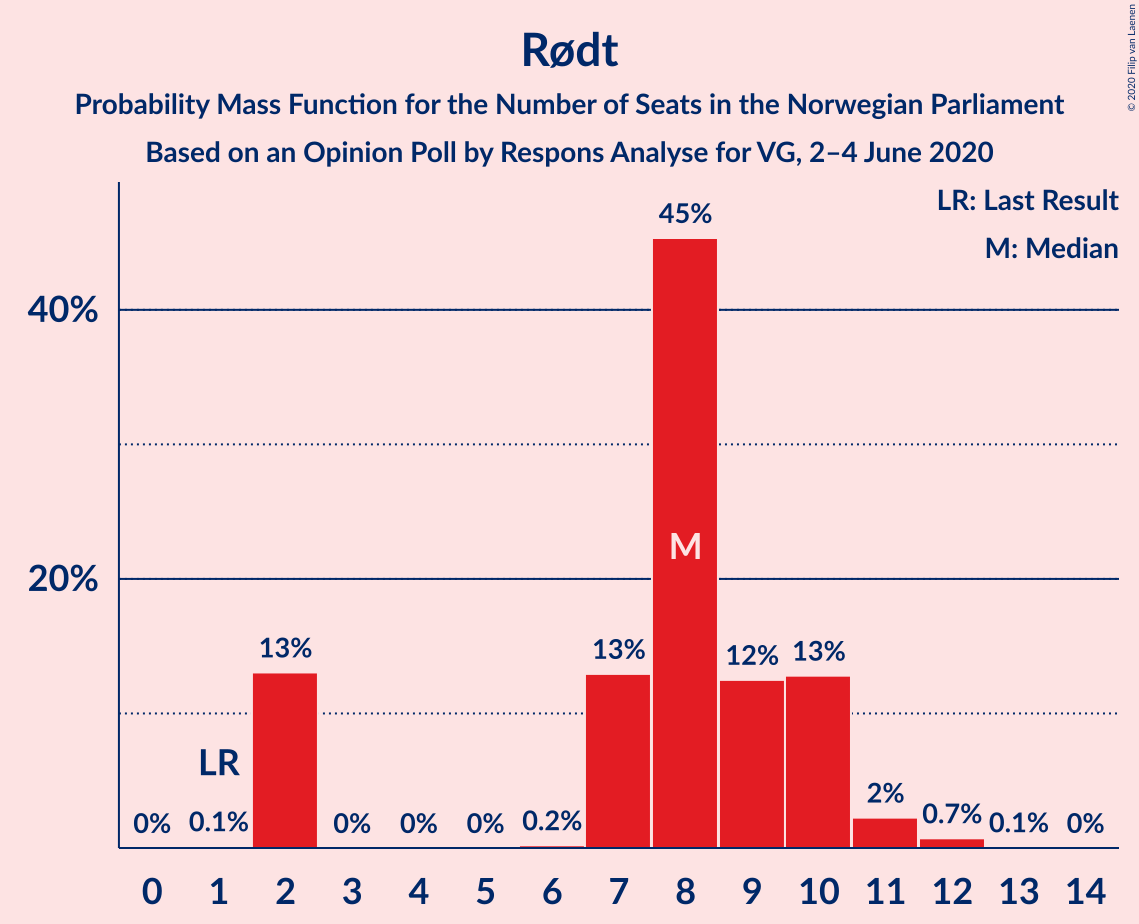 Rødt
Probability Mass Function for the Number of Seats in the Norwegian Parliament
Based on an Opinion Poll by Respons Analyse for VG, 2–4 June 2020
© 2020 Filip van Laenen
LR: Last Result
M: Median
45%
40%
M
20%
13% 13% 12% 13%
LR
0% 0.1% 0% 0% 0% 0.2% 2% 0.7% 0.1% 0%
0 1 2 3 4 5 6 7 8 9 10 11 12 13 14